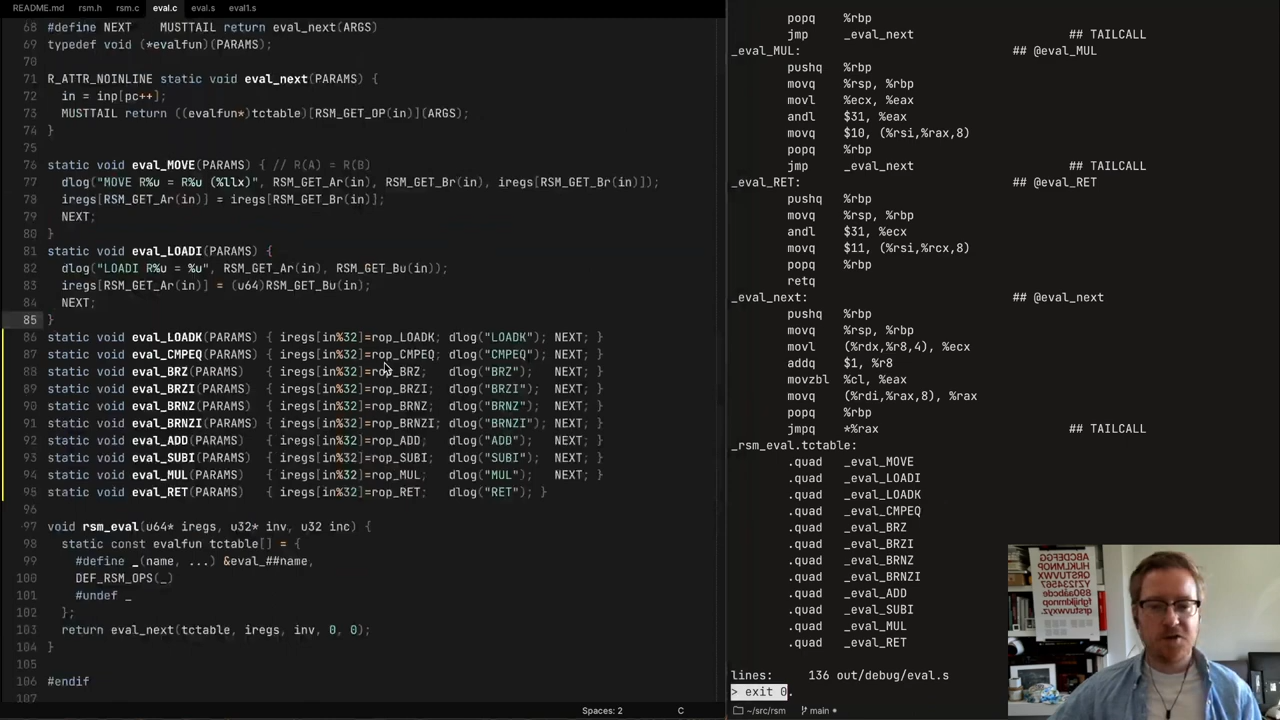 README.md rsm.h rsm.c eval.c eval.s eval1.s
68 #define NEXT MUSTTAIL return eval_next(ARGS)
69 typedef void (*evalfun)(PARAMS);
70
71 R_ATTR_NOINLINE static void eval_next(PARAMS) {
72 in = inp[pc++];
73 MUSTTAIL return ((evalfun*)tctable)[RSM_GET_OP(in)](ARGS);
74 }
75
76 static void eval_MOVE(PARAMS) { // R(A) = R(B)
77 dlog("MOVE R%u = R%u (%llx)", RSM_GET_Ar(in), RSM_GET_Br(in), iregs[RSM_GET_Br(in)]);
78 iregs[RSM_GET_Ar(in)] = iregs[RSM_GET_Br(in)];
79 NEXT;
80 }
81 static void eval_LOADI(PARAMS) {
82 dlog("LOADI R%u = %u", RSM_GET_Ar(in), RSM_GET_Bu(in));
83 iregs[RSM_GET_Ar(in)] = (u64)RSM_GET_Bu(in);
84 NEXT;
85 }
86 static void eval_LOADK(PARAMS) { iregs[in%32]=rop_LOADK; dlog("LOADK"); NEXT; }
87 static void eval_CMPEQ(PARAMS) { iregs[in%32]=rop_CMPEQ; dlog("CMPEQ"); NEXT; }
88 static void eval_BRZ(PARAMS) { iregs[in%32]=rop_BRZ; dlog("BRZ"); NEXT; }
89 static void eval_BRZI(PARAMS) { iregs[in%32]=rop_BRZI; dlog("BRZI"); NEXT; }
90 static void eval_BRNZ(PARAMS) { iregs[in%32]=rop_BRNZ; dlog("BRNZ"); NEXT; }
91 static void eval_BRNZI(PARAMS) { iregs[in%32]=rop_BRNZI; dlog("BRNZI"); NEXT; }
92 static void eval_ADD(PARAMS) { iregs[in%32]=rop_ADD; dlog("ADD"); NEXT; }
93 static void eval_SUBI(PARAMS) { iregs[in%32]=rop_SUBI; dlog("SUBI"); NEXT; }
94 static void eval_MUL(PARAMS) { iregs[in%32]=rop_MUL; dlog("MUL"); NEXT; }
95 static void eval_RET(PARAMS) { iregs[in%32]=rop_RET; dlog("RET"); }
96
97 void rsm_eval(u64* iregs, u32* inv, u32 inc) {
98 static const evalfun tctable[] = {
99 #define _(name, ...) &eval_##name,
100 DEF_RSM_OPS(_)
101 #undef _
102 };
103 return eval_next(tctable, iregs, inv, 0, 0);
104 }
105
106 #endif
107
Spaces: 2 C
popq %rbp
jmp _eval_next ## TAILCALL
_eval_MUL: ## @eval_MUL
pushq %rbp
movq %rsp, %rbp
movl %ecx, %eax
andl $31, %eax
movq $10, (%rsi,%rax,8)
popq %rbp
jmp _eval_next ## TAILCALL
_eval_RET: ## @eval_RET
pushq %rbp
movq %rsp, %rbp
andl $31, %ecx
movq $11, (%rsi,%rcx,8)
popq %rbp
retq
_eval_next: ## @eval_next
pushq %rbp
movq %rsp, %rbp
movl (%rdx,%r8,4), %ecx
addq $1, %r8
movzbl %cl, %eax
movq (%rdi,%rax,8), %rax
popq %rbp
jmpq *%rax ## TAILCALL
_rsm_eval.tctable:
.quad _eval_MOVE
.quad _eval_LOADI
.quad _eval_LOADK
.quad _eval_CMPEQ
.quad _eval_BRZ
.quad _eval_BRZI
.quad _eval_BRNZ
.quad _eval_BRNZI
.quad _eval_ADD
.quad _eval_SUBI
.quad _eval_MUL
.quad _eval_RET
lines: 136 out/debug/eval.s
> exit 0.
~/src/rsm main